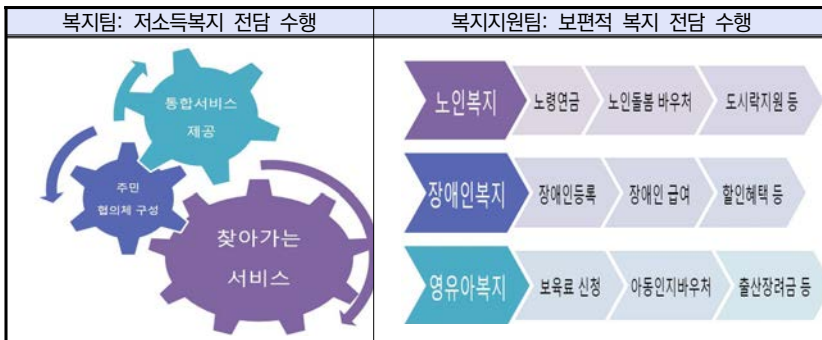 복지팀: 저소득복지 전담 수행
복지지원팀: 보편적 복지 전담 수행
통합서비스
제공
주민
협의체 구성
찾아가는
서비스
노인복지
노령연금
노인돌봄 바우처
도시락지원 등
장애인복지
장애인등록
장애인 급여
할인혜택 등
영유아복지
보육료 신청
아동인지바우처
출산장려금 등